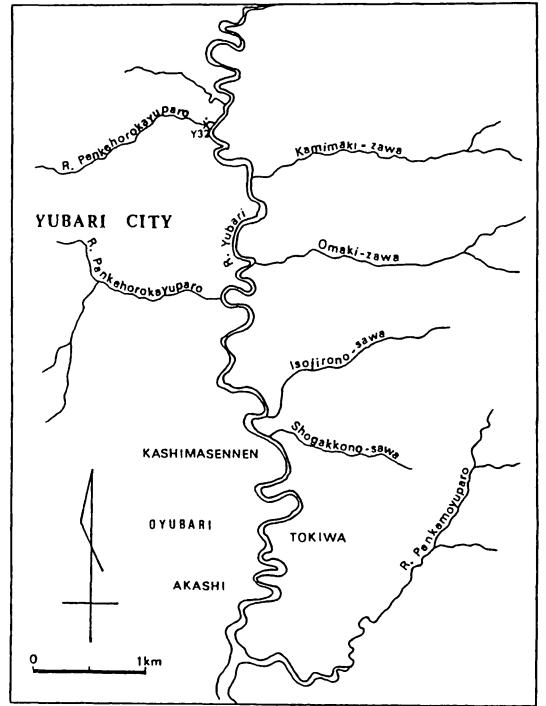 R. Pankehorokayuparo
Y32
Kamimaki-zawa
YUBARI CITY
R. Yubari
Omaki-zawa
R. Pankehorokayuparo
Isojirono-sawa
Shogakkono-sawa
KASHIMASENNEN
OYUBARI
TOKIWA
R. Pankemoyuparo
AKASHI
0 1km